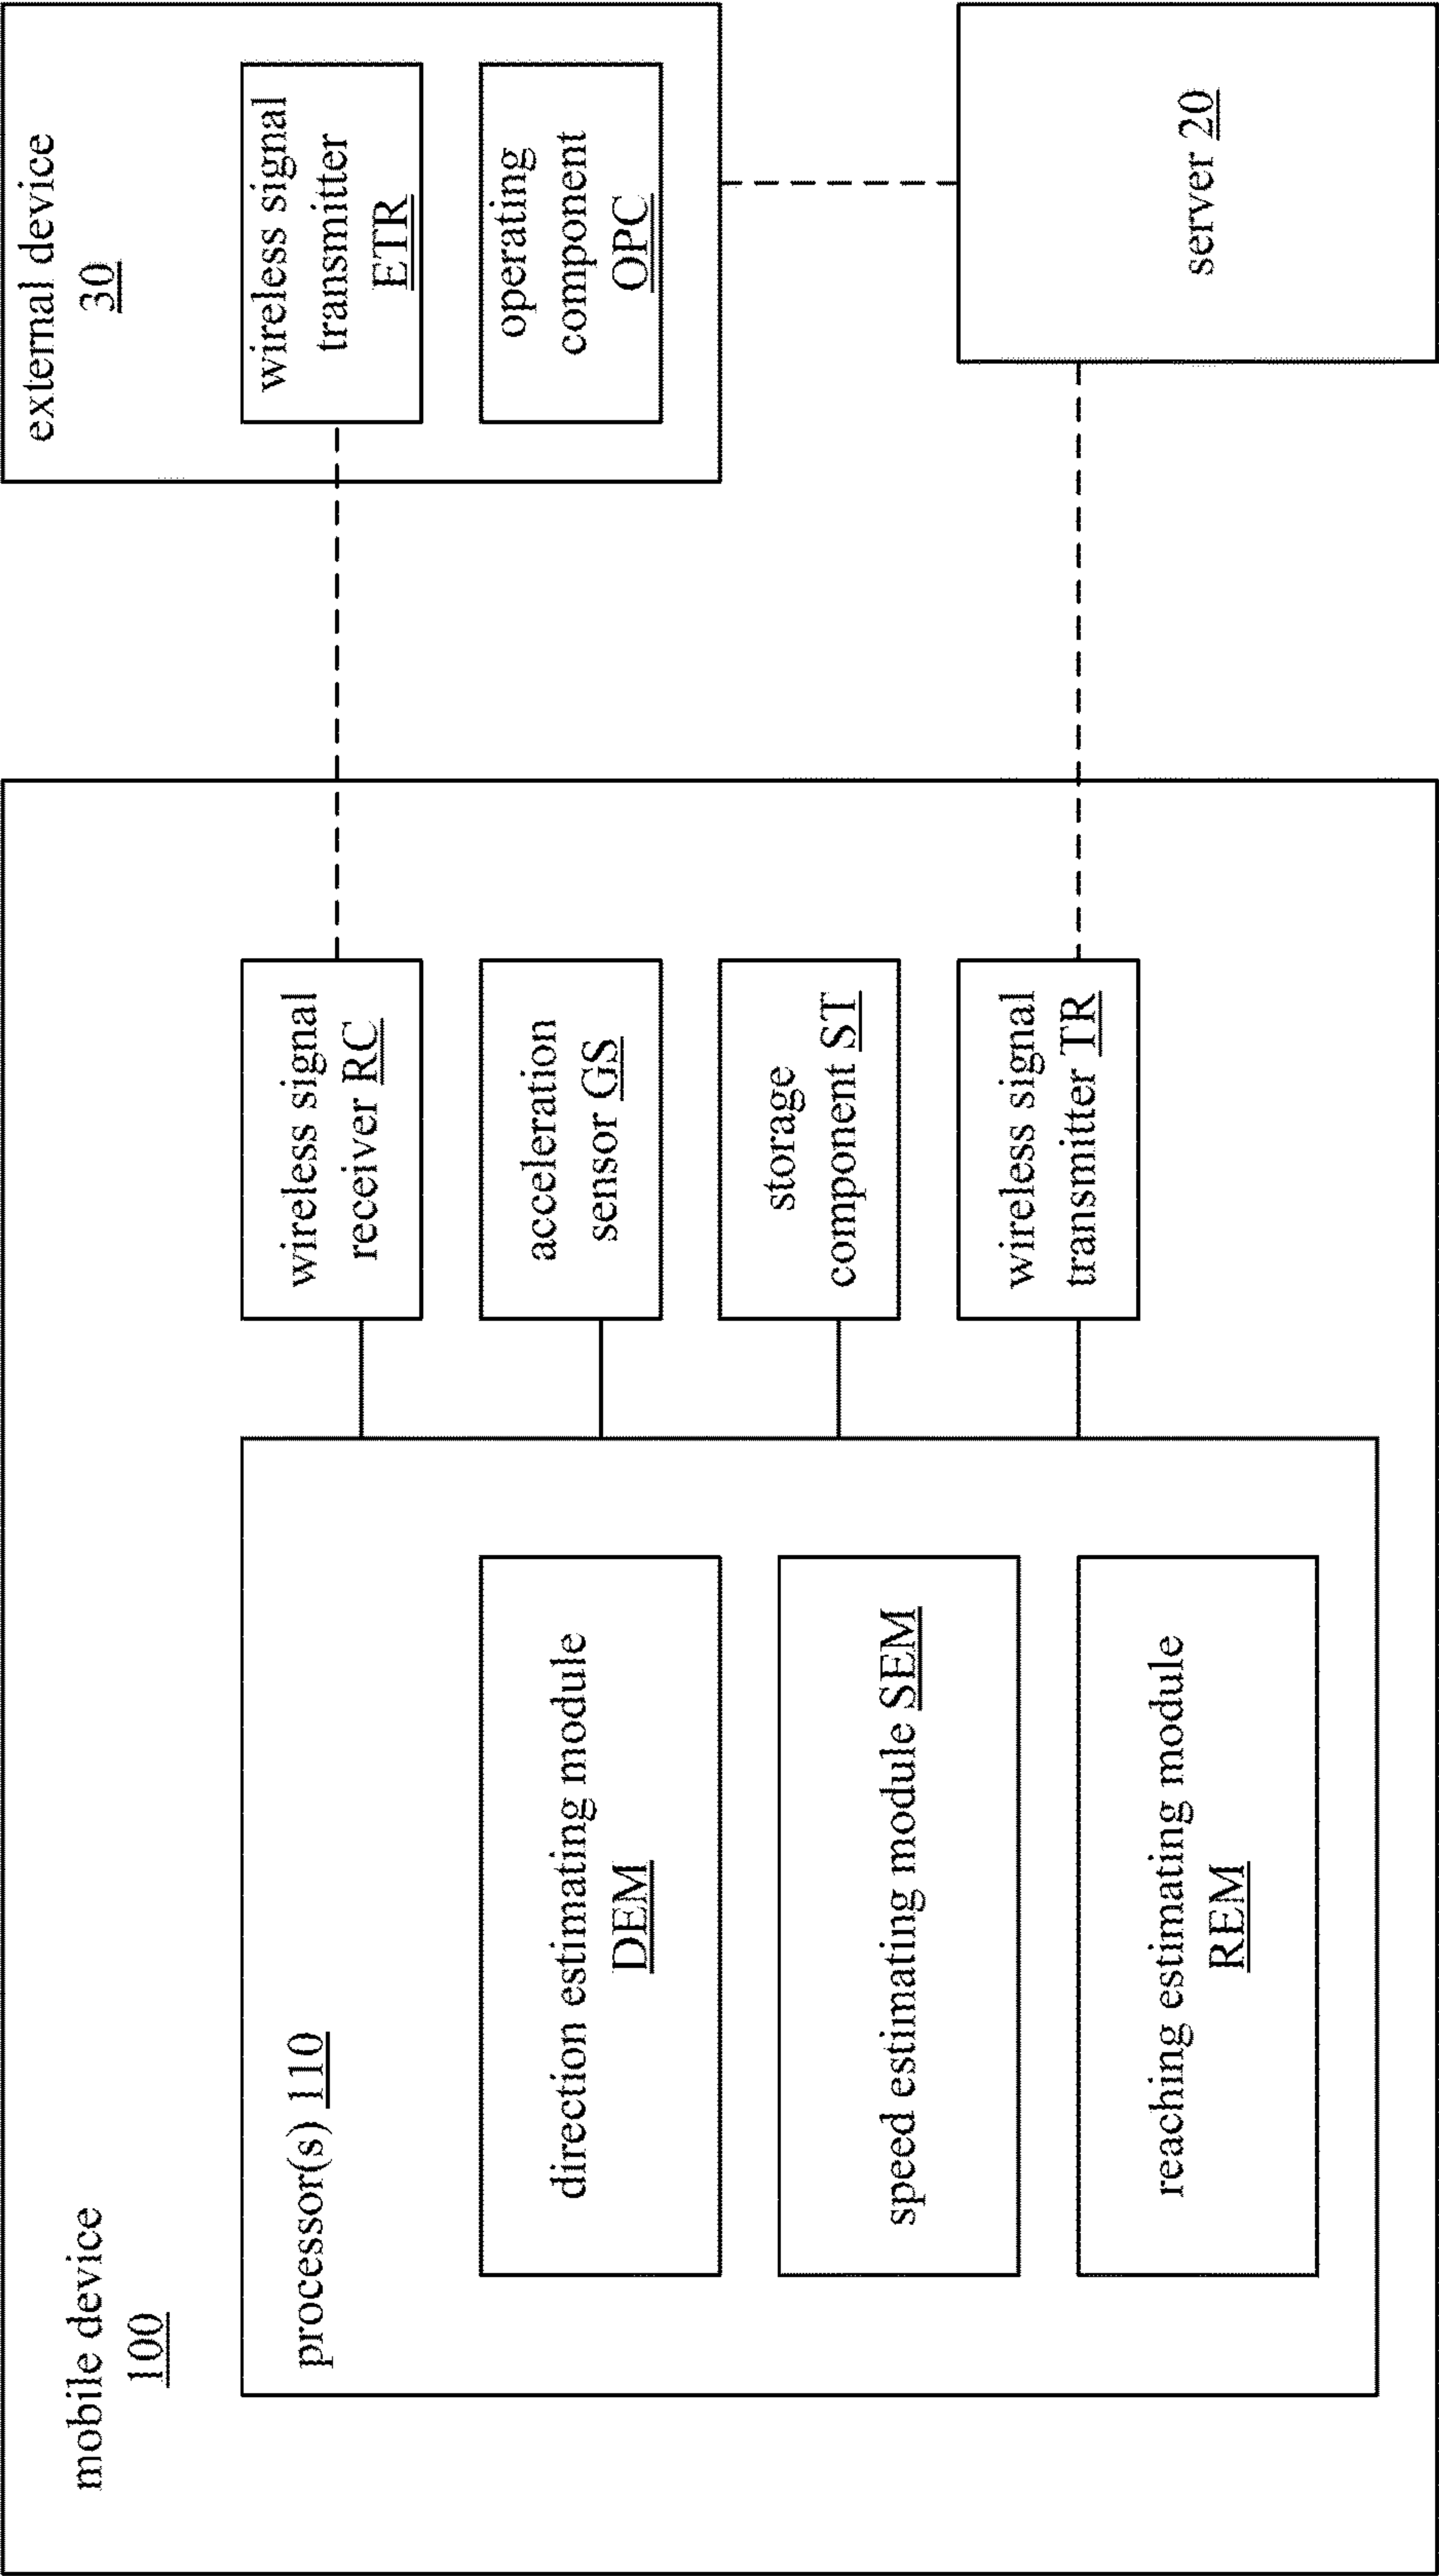 mobile device
100
processor(s) 110
direction estimating module
DEM
speed estimating module SEM
reaching estimating module
REM
wireless signal
receiver RC
acceleration
sensor GS
storage
component ST
wireless signal
transmitter TR
external device
30
wireless signal
transmitter
ETR
operating
component
OPC
server 20